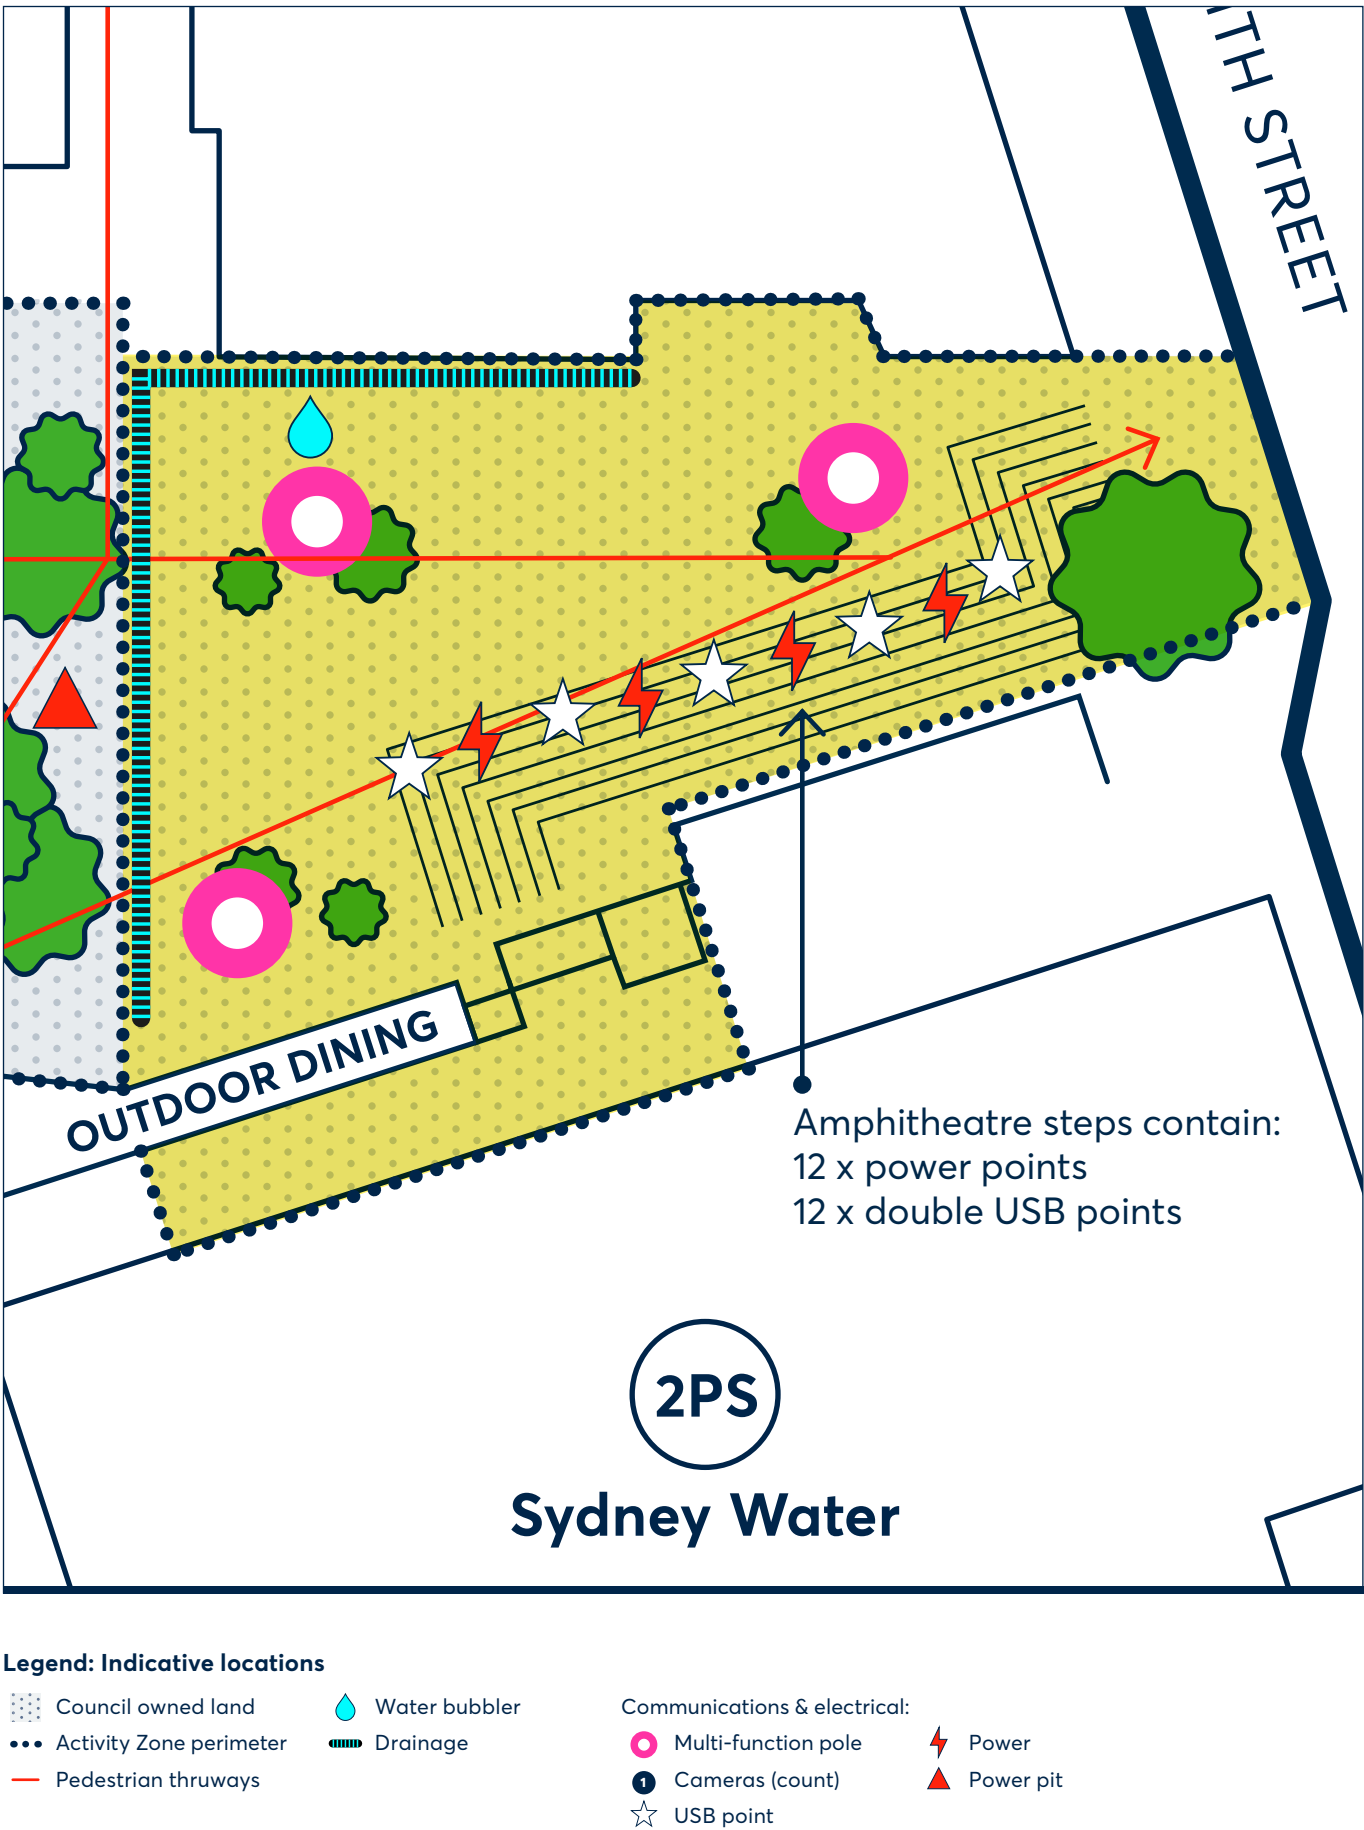 TH STREET
OUTDOOR DINING
Amphitheatre steps contain:
12 x power points
12 x double USB points
2PS
Sydney Water
Legend: Indicative locations
Council owned land
Activity Zone perimeter
Pedestrian thruways
Water bubbler
Drainage
Communications & electrical:
Multi-function pole
1
Cameras (count)
USB point
Power
Power pit